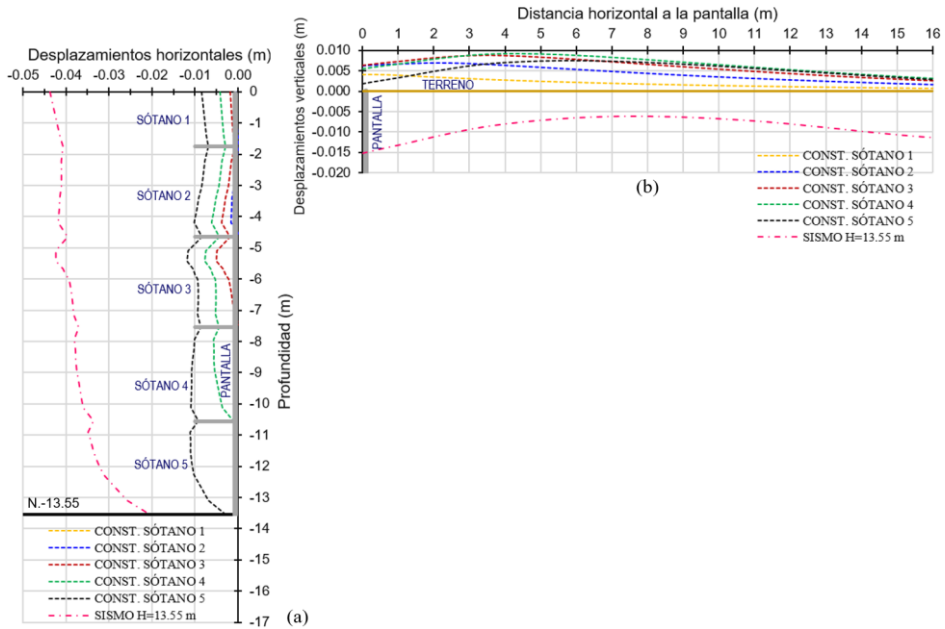 Desplazamientos horizontales (m)
-0.05 -0.04 -0.03 -0.02 -0.01 0.00
0
-1
-2
-3
-4
-5
-6
-7
-8
-9
-10
-11
-12
-13
-14
-15
-16
-17
Profundidad (m)
SÓTANO 1
SÓTANO 2
SÓTANO 3
SÓTANO 4
SÓTANO 5
PANTALLA
N.-13.55
CONST. SÓTANO 1
CONST. SÓTANO 2
CONST. SÓTANO 3
CONST. SÓTANO 4
CONST. SÓTANO 5
SISMO H=13.55 m
(a)
Distancia horizontal a la pantalla (m)
0 1 2 3 4 5 6 7 8 9 10 11 12 13 14 15 16
Desplazamientos verticales (m)
0.010
0.005
0.000
-0.005
-0.010
-0.015
-0.020
TERRENO
PANTALLA
CONST. SÓTANO 1
CONST. SÓTANO 2
CONST. SÓTANO 3
CONST. SÓTANO 4
CONST. SÓTANO 5
SISMO H=13.55 m
(b)